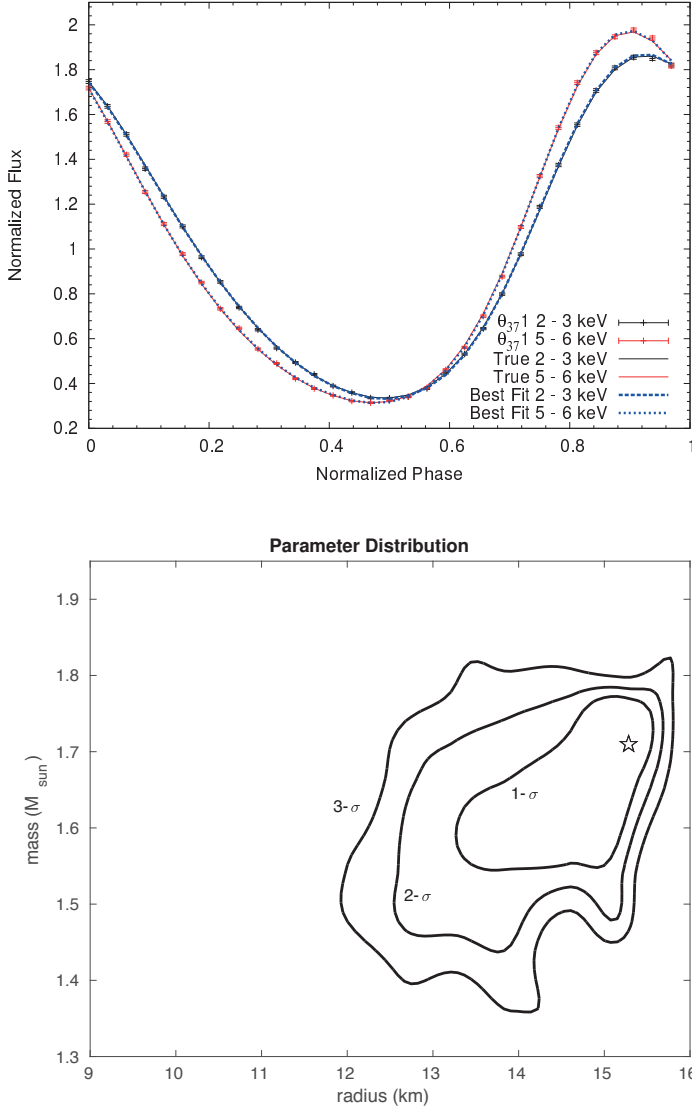 2
1.8
1.6
1.4
1.2
1
0.8
0.6
0.4
0.2
Normalized Flux
θ371 2 - 3 keV
θ371 5 - 6 keV
True 2 - 3 keV
True 5 - 6 keV
Best Fit 2 - 3 keV
Best Fit 5 - 6 keV
0 0.2 0.4 0.6 0.8 1
Normalized Phase
Parameter Distribution
1.9
1.8
1.7
1.6
1.5
1.4
1.3
mass (M sun)
3-σ
1-σ
2-σ
9 10 11 12 13 14 15 16
radius (km)